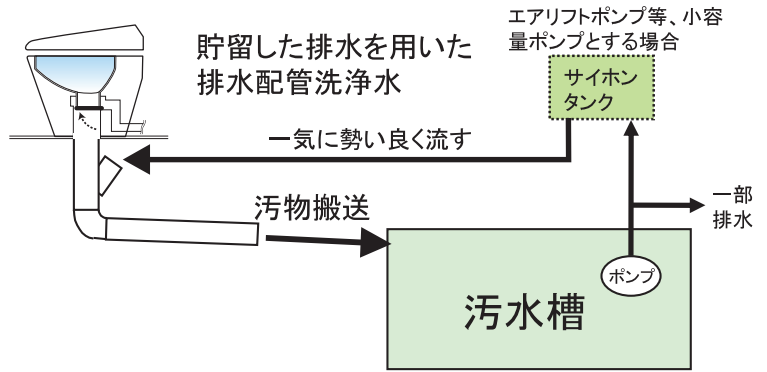 エアリフトポンプ等、小容
量ポンプとする場合
貯留した排水を用いた
排水配管洗浄水
サイホン
タンク
一気に勢い良く流す
汚物搬送
一部
排水
ポンプ
汚水槽